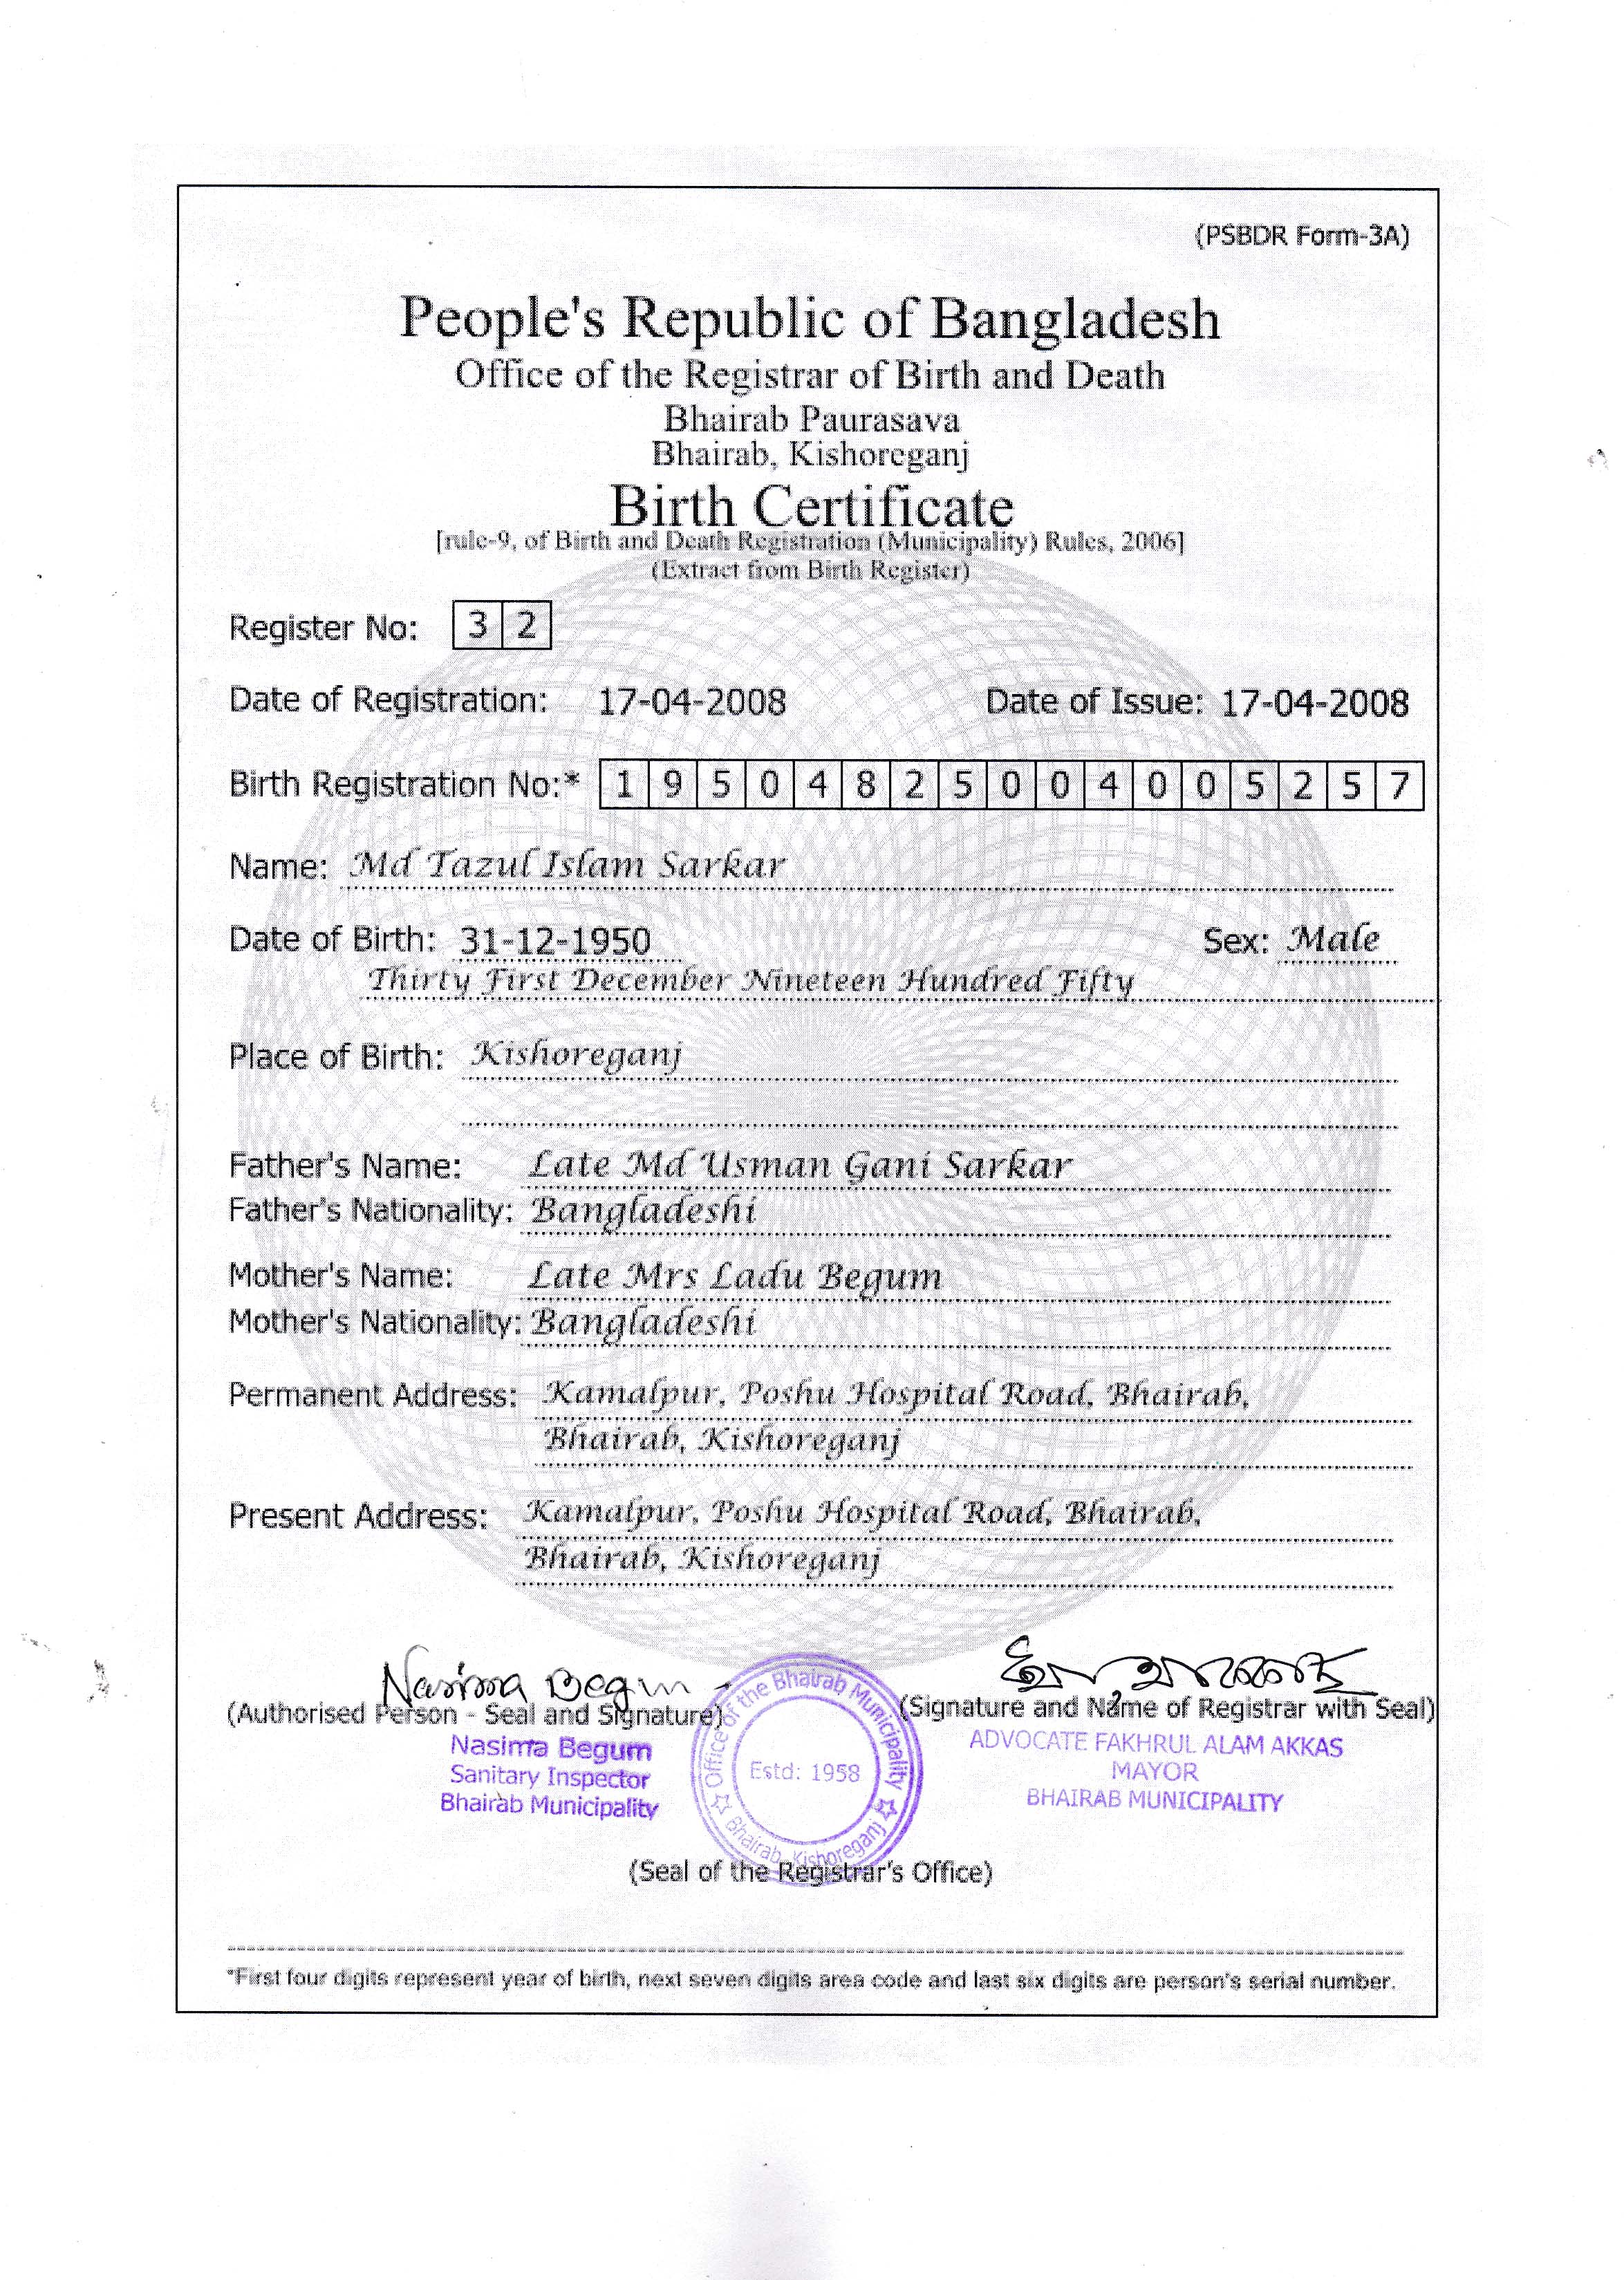 (PSBDR Form-3A)
People's Republic of Bangladesh
Office of the Registrar of Birth and Death
Bhairab Paurasava
Bhairab, Kishoreganj
Birth Certificate
[rule-9, of Birth and Death Registration (Municipality) Rules, 2006]
(Extract from Birth Register)
Register No: 3 2
Date of Registration: 17-04-2008 Date of Issue: 17-04-2008
Birth Registration No:* 1 9 5 0 4 8 2 5 0 0 4 0 0 5 2 5 7
Name: Md Tazul Islam Sarkar
Date of Birth: 31-12-1950 Sex: Male
Thirty First December Nineteen Hundred Fifty
Place of Birth: Kishoreganj
Father's Name: Late Md Usman Gani Sarkar
Father's Nationality: Bangladeshi
Mother's Name: Late Mrs Ladu Begum
Mother's Nationality: Bangladeshi
Permanent Address: Kamalpur, Poshu Hospital Road, Bhairab,
Bhairab, Kishoreganj
Present Address: Kamalpur, Poshu Hospital Road, Bhairab,
Bhairab, Kishoreganj
Nasima Begum
(Authorised Person - Seal and Signature) (Signature and Name of Registrar with Seal)
Nasima Begum
Sanitary Inspector
Bhairab Municipality
Office of the Bhairab Municipality
Estd: 1958
Bhairab, Kishoreganj
ADVOCATE FAKHRUL ALAM AKKAS
MAYOR
BHAIRAB MUNICIPALITY
(Seal of the Registrar's Office)
*First four digits represent year of birth, next seven digits area code and last six digits are person's serial number.